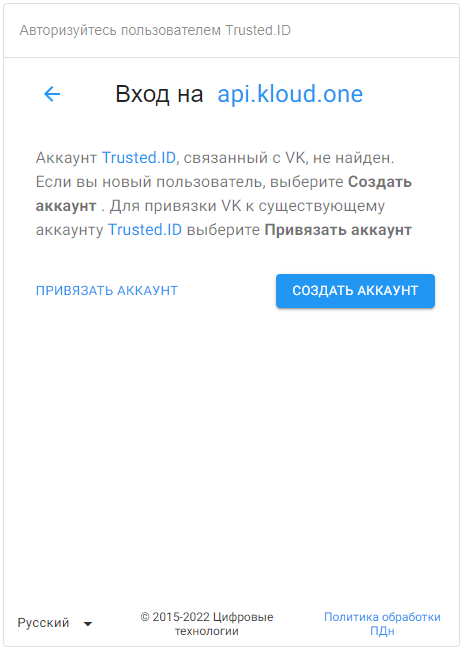 Авторизуйтесь пользователем Trusted.ID
Вход на api.kloud.one
Аккаунт Trusted.ID, связанный с VK, не найден.
Если вы новый пользователь, выберите Создать
аккаунт . Для привязки VK к существующему
аккаунту Trusted.ID выберите Привязать аккаунт
ПРИВЯЗАТЬ АККАУНТ
СОЗДАТЬ АККАУНТ
Русский
© 2015-2022 Цифровые
технологии
Политика обработки
ПДн